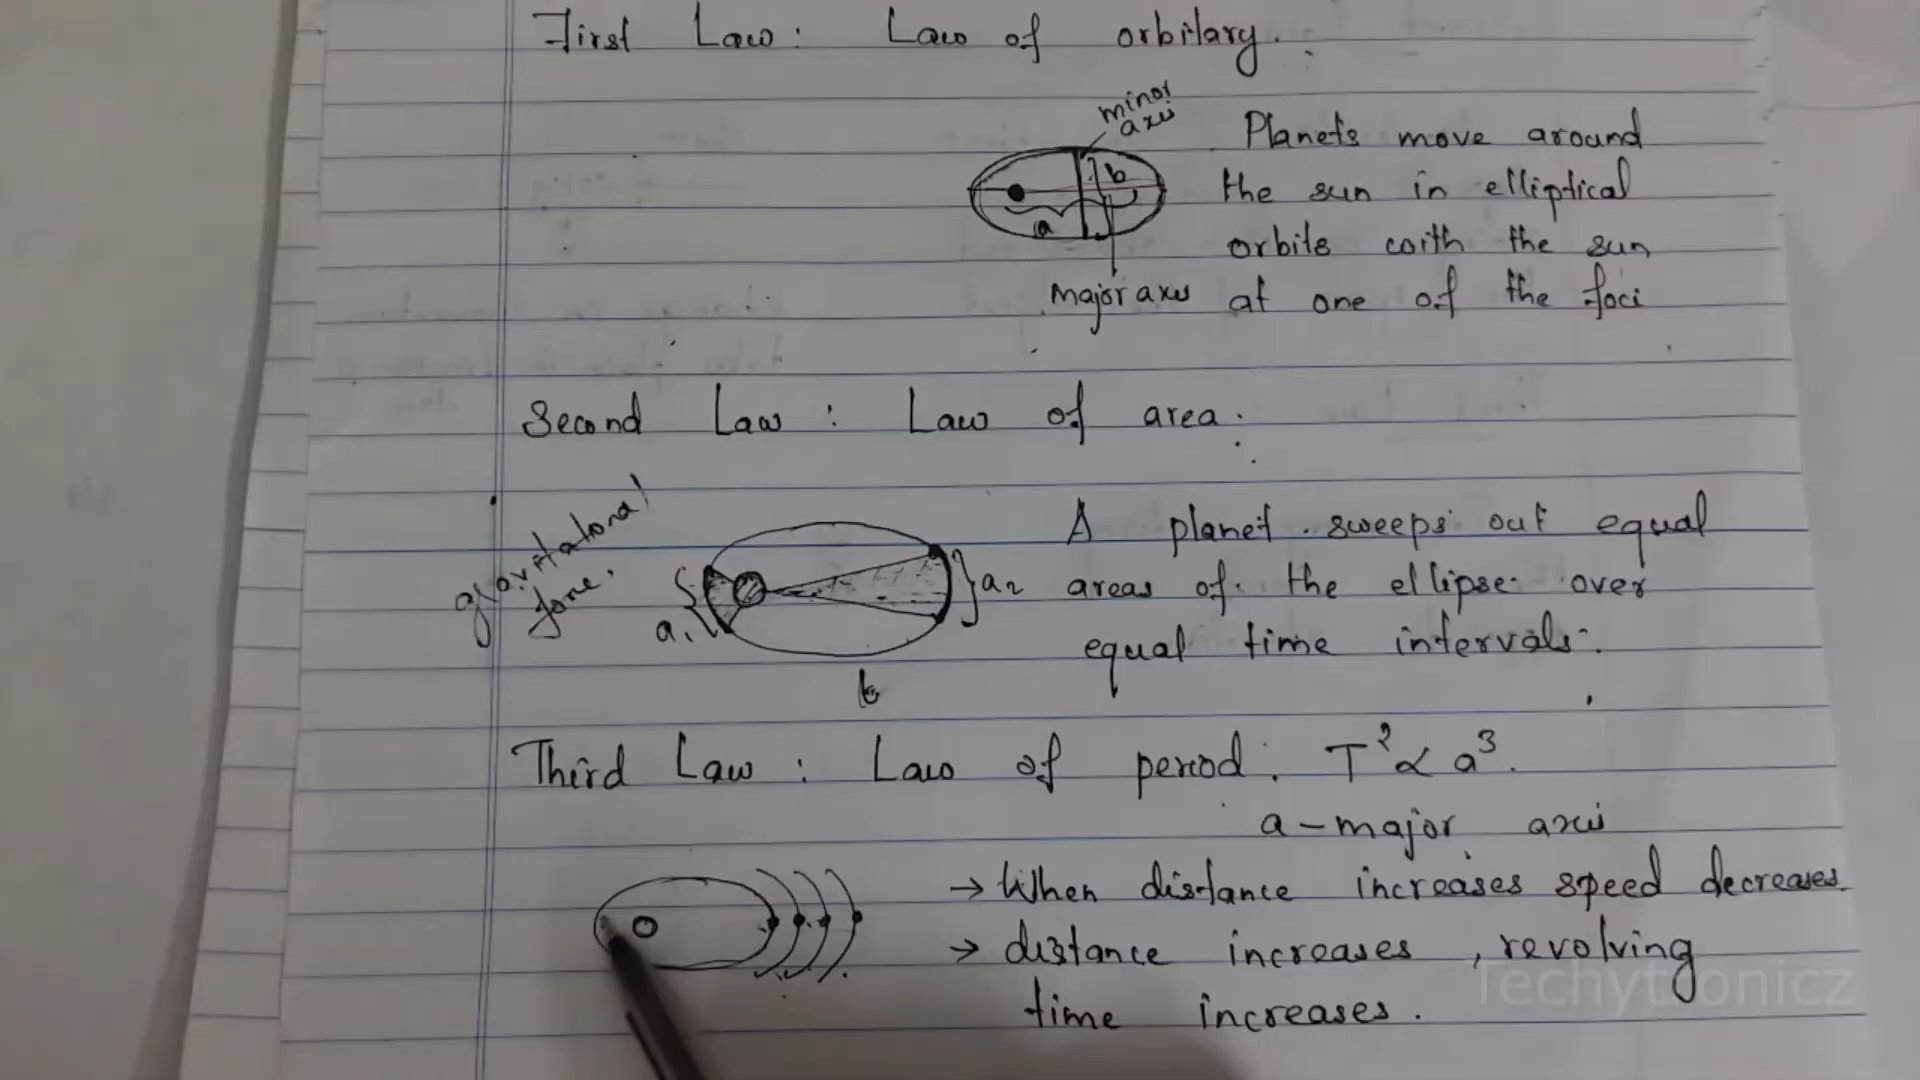 First Law : Law of orbitary.
minor
axis
Planets move around
b
the sun in elliptical
a
orbits with the sun
major axis at one of the foci
Second Law : Law of area.
gravitational
force.
A planet sweeps out equal
a2 areas of the ellipse over
a1
equal time intervals.
t
Third Law : Law of period. T² ∝ a³.
a - major axis
→ When distance increases speed decreases.
→ distance increases, revolving
time increases.
Techytronicz